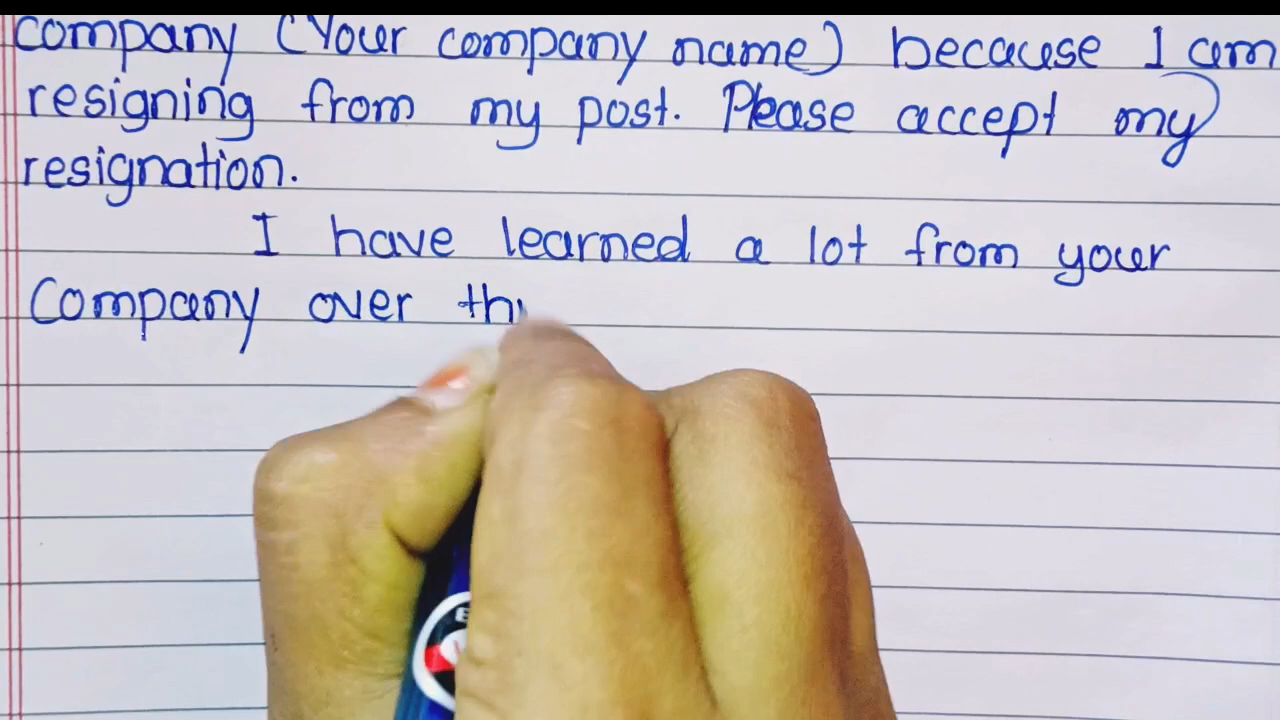 company (Your company name) because I am
resigning from my post. Please accept my
resignation.
I have learned a lot from your
Company over